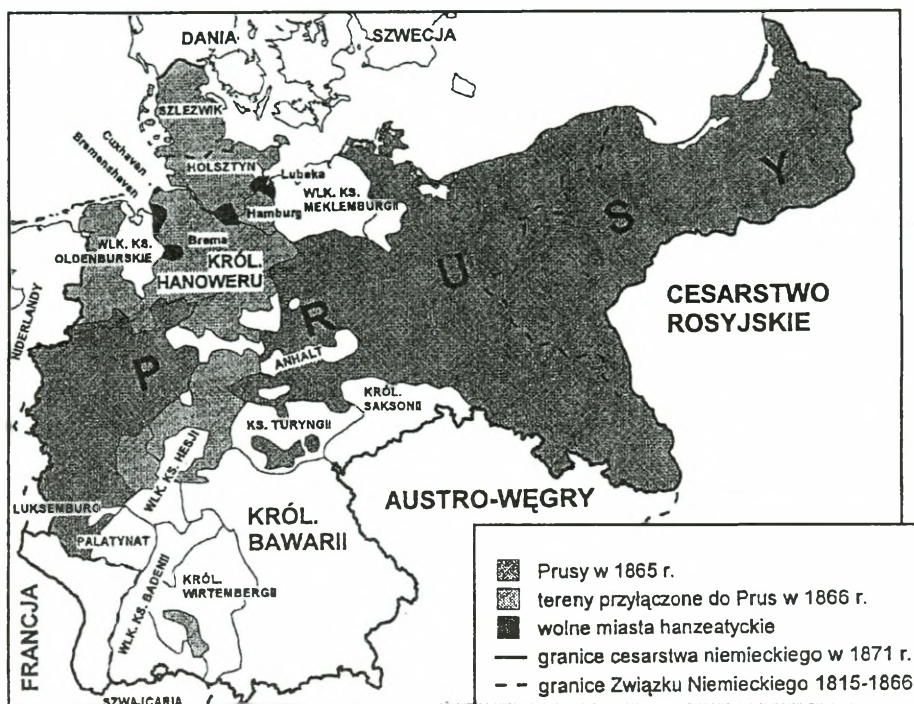 DANIA
SZWECJA
SZLEZWIK
Cuxhaven
Bremenshaven
HOLSZTYN
Lubeka
WLK. KS.
MEKLEMBURGII
Hamburg
Brema
WLK. KS.
OLDENBURSKIE
KRÓL.
HANOWERU
NIDERLANDY
P R U S Y
CESARSTWO
ROSYJSKIE
ANHALT
KRÓL.
SAKSONII
KS. TURYNGII
WLK. KS. HESJI
AUSTRO-WĘGRY
LUKSEMBURG
PALATYNAT
KRÓL.
BAWARII
WLK. KS. BADENII
KRÓL.
WIRTEMBERGII
FRANCJA
SZWAJCARIA
Prusy w 1865 r.
tereny przyłączone do Prus w 1866 r.
wolne miasta hanzeatyckie
granice cesarstwa niemieckiego w 1871 r.
granice Związku Niemieckiego 1815-1866